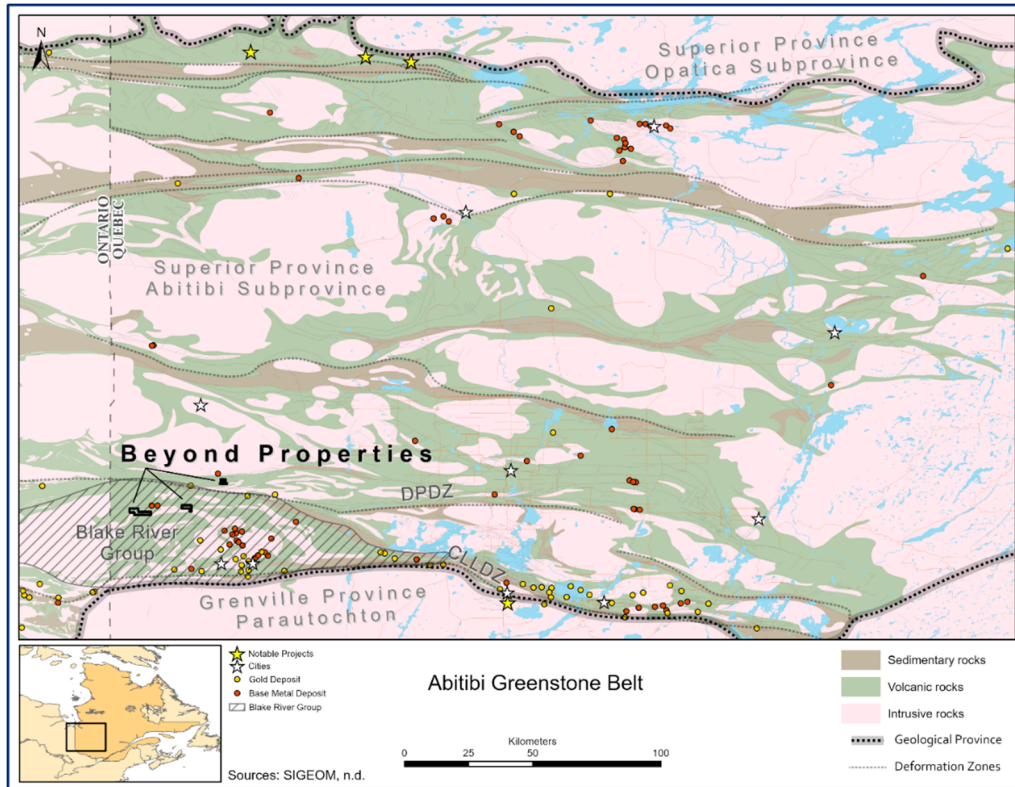 N
Superior Province
Opatica Subprovince
ONTARIO
QUEBEC
Superior Province
Abitibi Subprovince
Beyond Properties
DPDZ
Blake River
Group
CLLDZ
Grenville Province
Parautochton
Notable Projects
Cities
Gold Deposit
Base Metal Deposit
Blake River Group
Sources: SIGEOM, n.d.
Abitibi Greenstone Belt
Kilometers
0 25 50 100
Sedimentary rocks
Volcanic rocks
Intrusive rocks
Geological Province
Deformation Zones